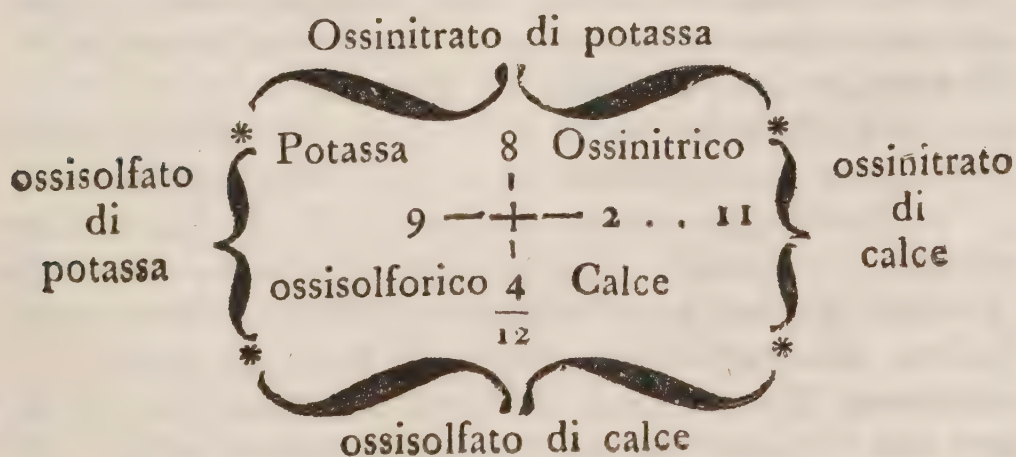 Ossinitrato di potassa
* Potassa 8 Ossinitrico *
ossisolfato
di
potassa
9 — + — 2 . . 11
ossinitrato
di
calce
ossisolforico 4 Calce
12
* *
ossisolfato di calce